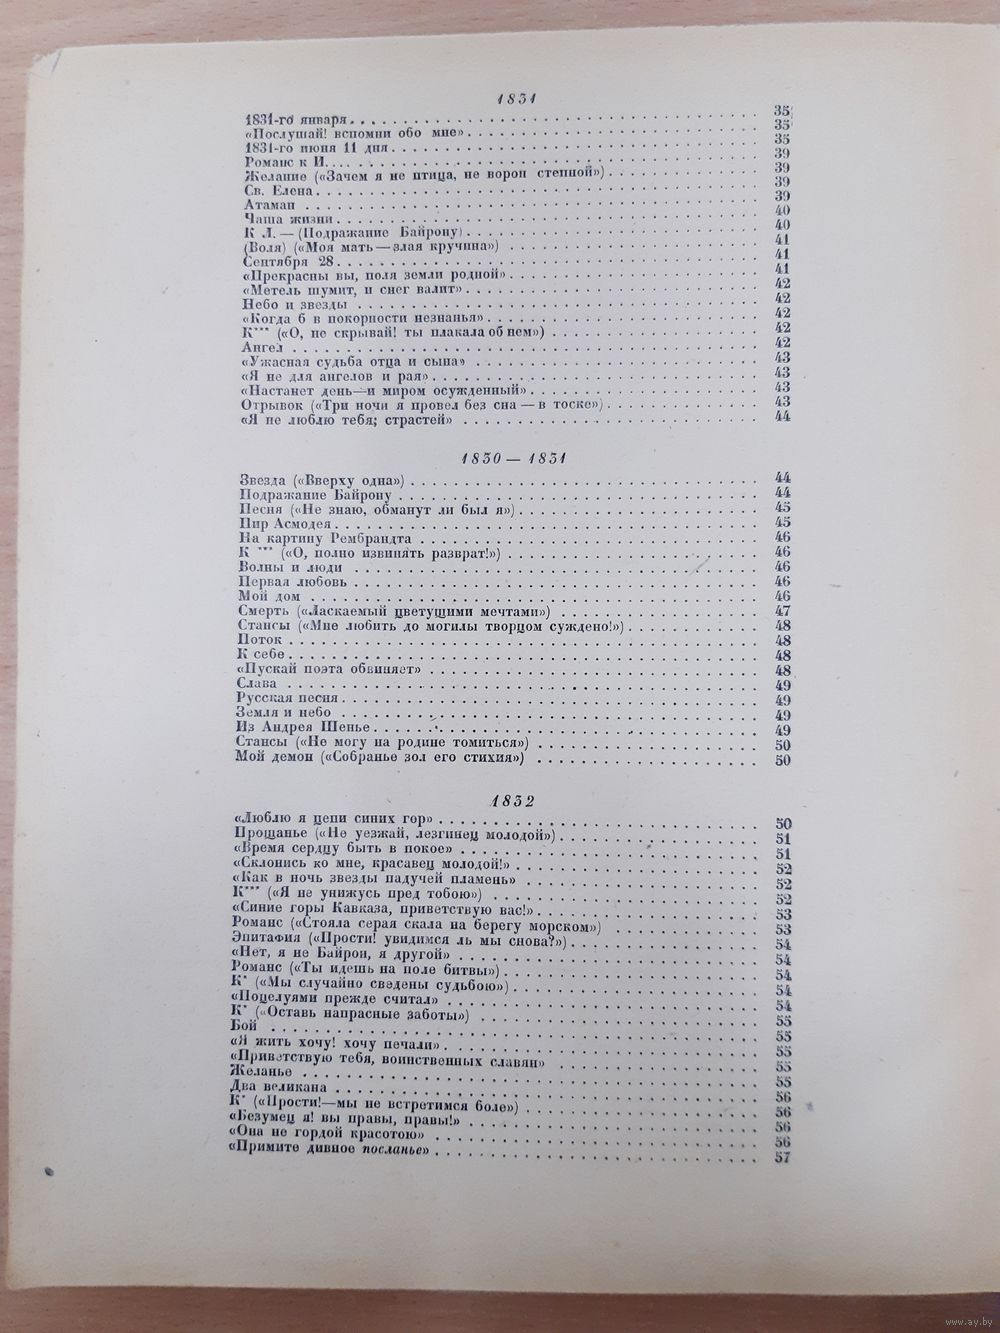 1831
1831-го января . . . 35
«Послушай! вспомни обо мне» . . . 35
1831-го июня 11 дня . . . 35
Романс к И. . . . 39
Желание («Зачем я не птица, не ворон степной») . . . 39
Св. Елена . . . 39
Атаман . . . 39
Чаша жизни . . . 40
К Л. — (Подражание Байрону) . . . 40
(Воля) («Моя мать — злая кручина») . . . 41
Сентября 28 . . . 41
«Прекрасны вы, поля земли родной» . . . 41
«Метель шумит, и снег валит» . . . 42
Небо и звезды . . . 42
«Когда б в покорности незнанья» . . . 42
К*** («О, не скрывай! ты плакала об нем») . . . 42
Ангел . . . 42
«Ужасная судьба отца и сына» . . . 43
«Я не для ангелов и рая» . . . 43
«Настанет день—и миром осужденный» . . . 43
Отрывок («Три ночи я провел без сна — в тоске») . . . 43
«Я не люблю тебя; страстей» . . . 44
1830 — 1831
Звезда («Вверху одна») . . . 44
Подражание Байрону . . . 44
Песня («Не знаю, обманут ли был я») . . . 45
Пир Асмодея . . . 45
На картину Рембрандта . . . 46
К *** («О, полно извинять разврат!») . . . 46
Волны и люди . . . 46
Первая любовь . . . 46
Мой дом . . . 46
Смерть («Ласкаемый цветущими мечтами») . . . 47
Стансы («Мне любить до могилы творцом суждено!») . . . 48
Поток . . . 48
К себе . . . 48
«Пускай поэта обвиняет» . . . 48
Слава . . . 49
Русская песня . . . 49
Земля и небо . . . 49
Из Андрея Шенье . . . 49
Стансы («Не могу на родине томиться») . . . 50
Мой демон («Собранье зол его стихия») . . . 50
1832
«Люблю я цепи синих гор» . . . 50
Прощанье («Не уезжай, лезгинец молодой») . . . 51
«Время сердцу быть в покое» . . . 51
«Склонись ко мне, красавец молодой!» . . . 52
«Как в ночь звезды падучей пламень» . . . 52
К*** («Я не унижусь пред тобою») . . . 52
«Синие горы Кавказа, приветствую вас!» . . . 53
Романс («Стояла серая скала на берегу морском») . . . 53
Эпитафия («Прости! увидимся ль мы снова?») . . . 54
«Нет, я не Байрон, я другой» . . . 54
Романс («Ты идешь на поле битвы») . . . 54
К* («Мы случайно сведены судьбою») . . . 54
«Поцелуями прежде считал» . . . 54
К* («Оставь напрасные заботы») . . . 55
Бой . . . 55
«Я жить хочу! хочу печали» . . . 55
«Приветствую тебя, воинственных славян» . . . 55
Желанье . . . 55
Два великана . . . 56
К* («Прости!—мы не встретимся боле») . . . 56
«Безумец я! вы правы, правы!» . . . 56
«Она не гордой красотою» . . . 56
«Примите дивное посланье» . . . 57
www.ay.by